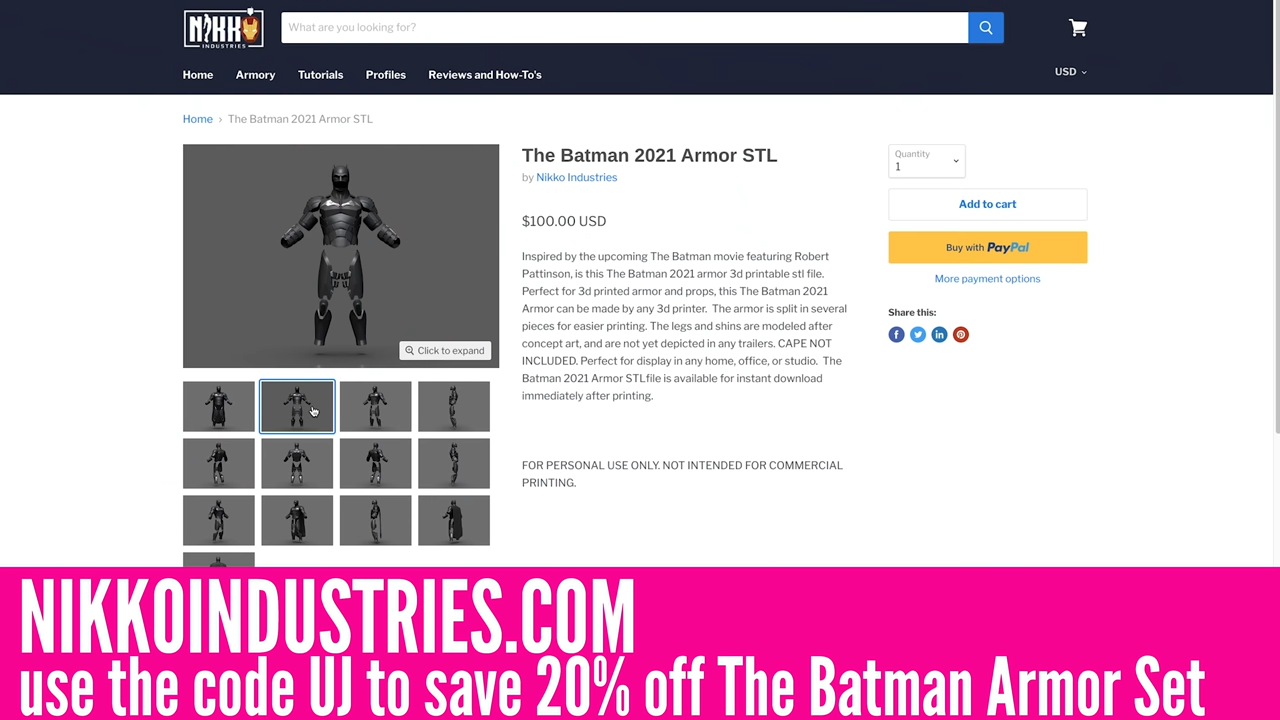 NIKKO
INDUSTRIES
What are you looking for?
Home
Armory
Tutorials
Profiles
Reviews and How-To's
USD
Home › The Batman 2021 Armor STL
Click to expand
The Batman 2021 Armor STL
by Nikko Industries
$100.00 USD
Inspired by the upcoming The Batman movie featuring Robert
Pattinson, is this The Batman 2021 armor 3d printable stl file.
Perfect for 3d printed armor and props, this The Batman 2021
Armor can be made by any 3d printer. The armor is split in several
pieces for easier printing. The legs and shins are modeled after
concept art, and are not yet depicted in any trailers. CAPE NOT
INCLUDED. Perfect for display in any home, office, or studio. The
Batman 2021 Armor STLfile is available for instant download
immediately after printing.
FOR PERSONAL USE ONLY. NOT INTENDED FOR COMMERCIAL
PRINTING.
Quantity
1
Add to cart
Buy with PayPal
More payment options
Share this:
NIKKOINDUSTRIES.COM
use the code UJ to save 20% off The Batman Armor Set